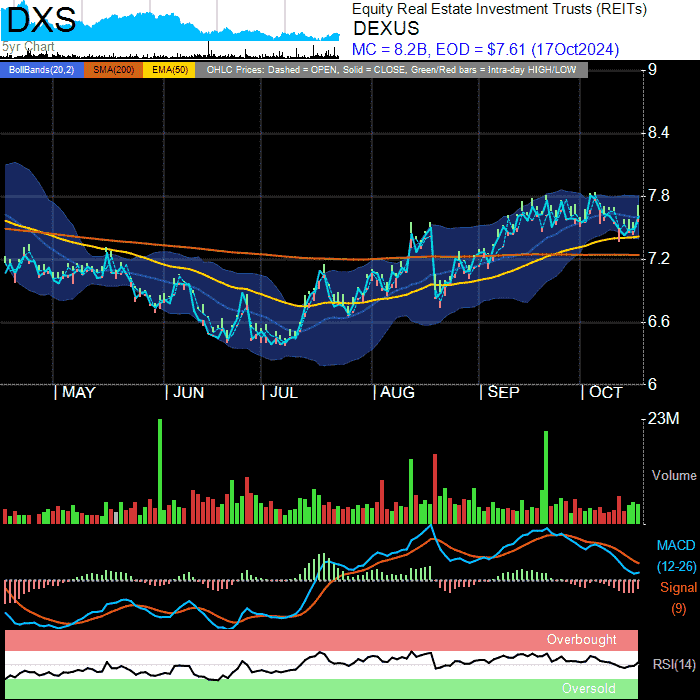 DXS
5yr Chart
Equity Real Estate Investment Trusts (REITs)
DEXUS
MC = 8.2B, EOD = $7.61 (17Oct2024)
BollBands(20,2) SMA(200) EMA(50) OHLC Prices: Dashed = OPEN, Solid = CLOSE, Green/Red bars = Intra-day HIGH/LOW
9
8.4
7.8
7.2
6.6
6
MAY JUN JUL AUG SEP OCT
23M
Volume
MACD
(12-26)
Signal
(9)
Overbought
RSI(14)
Oversold